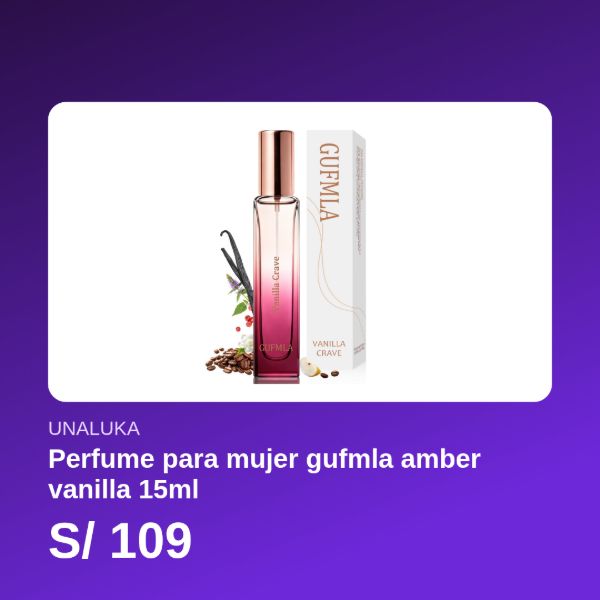 GUFMLA
Vanilla Crave
GUFMLA
VANILLA
CRAVE
UNALUKA
Perfume para mujer gufmla amber
vanilla 15ml
S/ 109